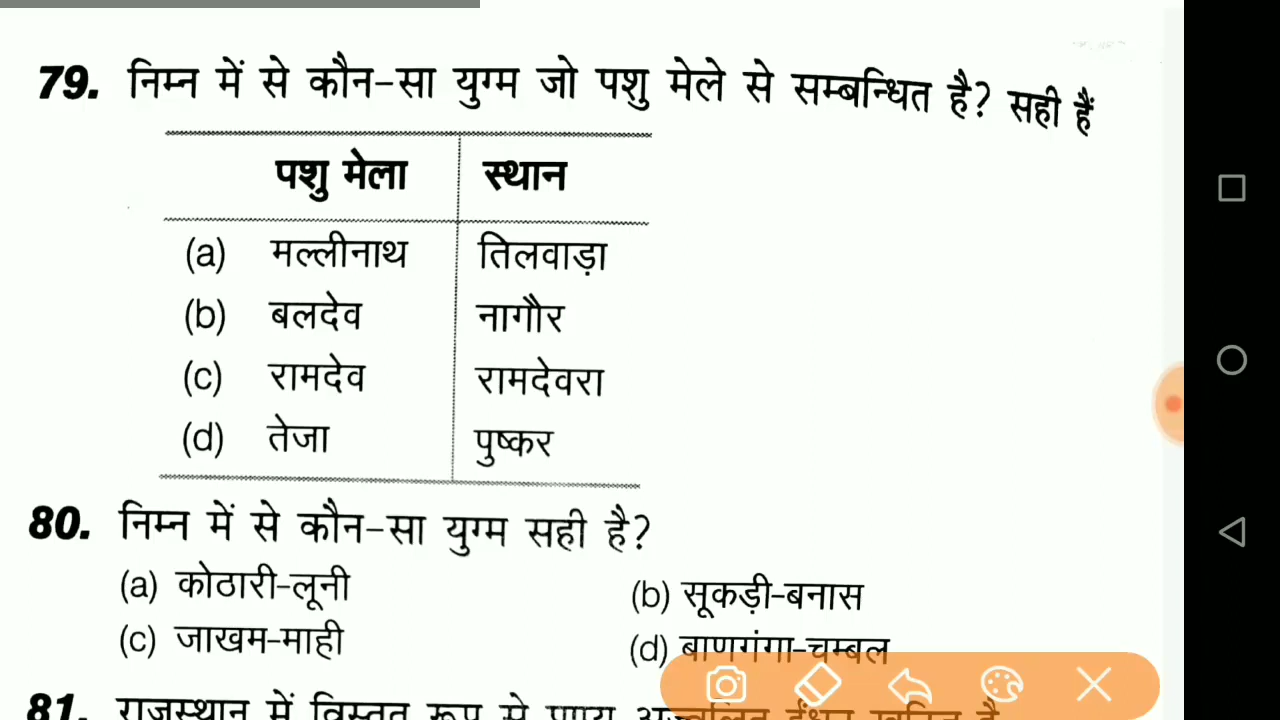 79. निम्न में से कौन-सा युग्म जो पशु मेले से सम्बन्धित है? सही हैं
पशु मेला स्थान
(a) मल्लीनाथ तिलवाड़ा
(b) बलदेव नागौर
(c) रामदेव रामदेवरा
(d) तेजा पुष्कर
80. निम्न में से कौन-सा युग्म सही है?
(a) कोठारी-लूनी (b) सूकड़ी-बनास
(c) जाखम-माही (d) बाणगंगा-चम्बल
81. राजस्थान में विस्तृत रूप से